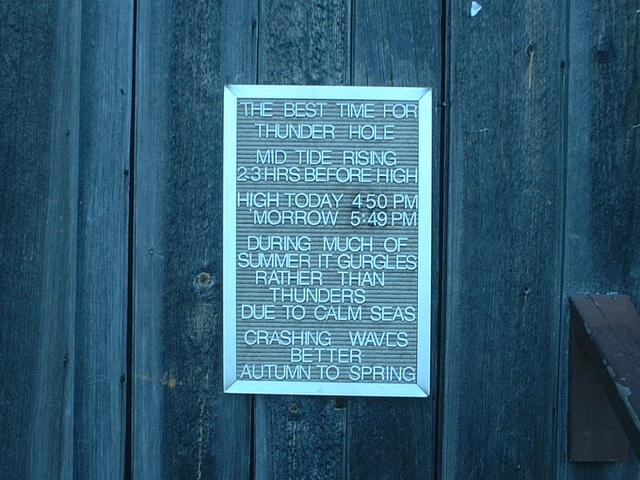 THE BEST TIME FOR
THUNDER HOLE
MID TIDE RISING
2-3 HRS BEFORE HIGH
HIGH TODAY 4 50 PM
'MORROW 5:49 PM
DURING MUCH OF
SUMMER IT GURGLES
RATHER THAN
THUNDERS
DUE TO CALM SEAS
CRASHING WAVES
BETTER
AUTUMN TO SPRING